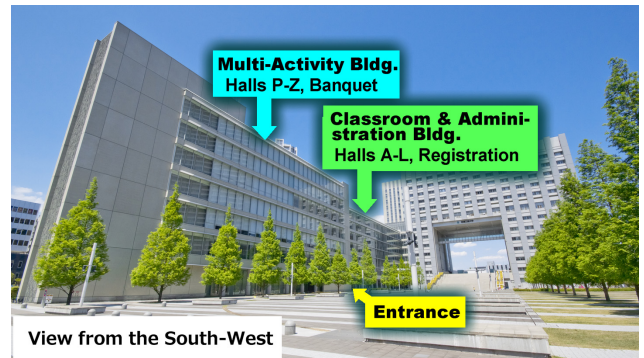 Multi-Activity Bldg.
Halls P-Z, Banquet
Classroom & Admini-
stration Bldg.
Halls A-L, Registration
Entrance
View from the South-West